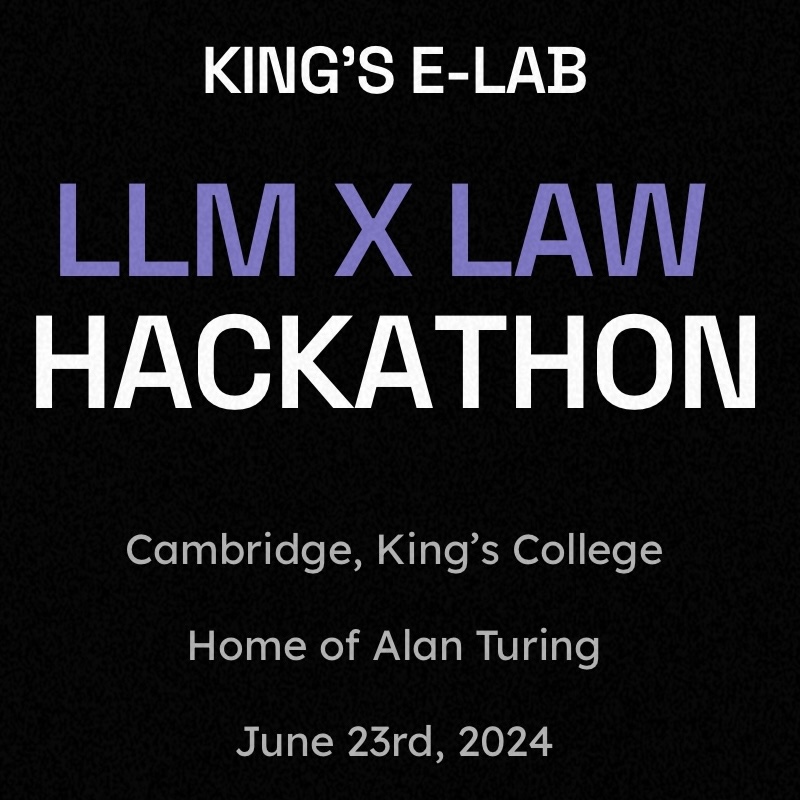 KING’S E-LAB
LLM X LAW
HACKATHON
Cambridge, King’s College
Home of Alan Turing
June 23rd, 2024